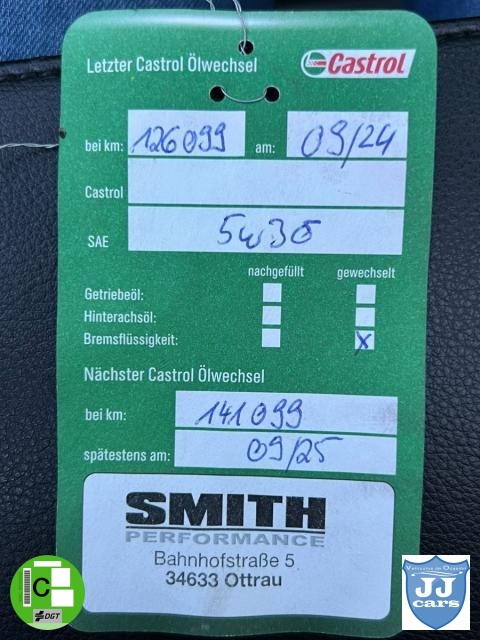 Letzter Castrol Ölwechsel
Castrol
bei km: 126099 am: 09/24
Castrol
SAE 5w30
nachgefüllt gewechselt
Getriebeöl:
Hinterachsöl:
Bremsflüssigkeit: X
Nächster Castrol Ölwechsel
bei km: 141099
spätestens am: 09/25
SMITH
PERFORMANCE
Bahnhofstraße 5
34633 Ottrau
C
DGT
JJ
cars